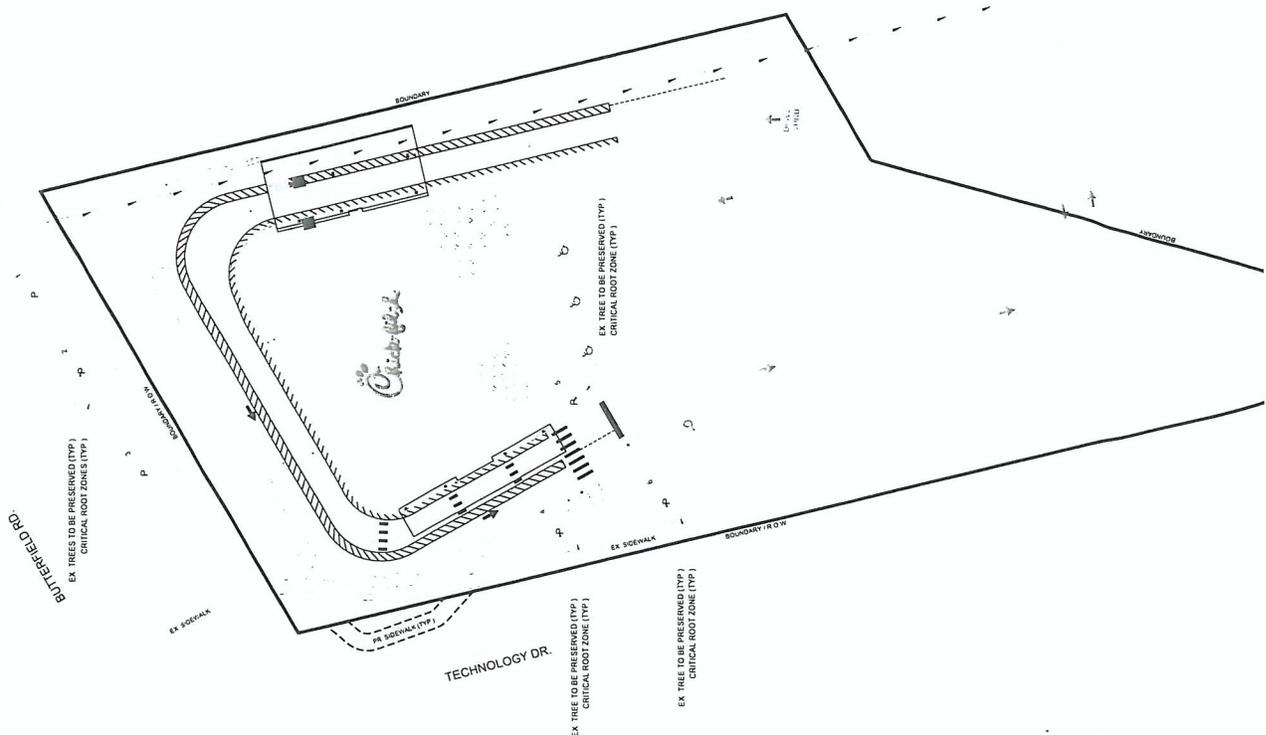 BOUNDARY
EX TREE TO BE PRESERVED (TYP)
CRITICAL ROOT ZONE (TYP)
BOUNDARY
Chick-fil-A
BOUNDARY / R O W
EX TREES TO BE PRESERVED (TYP)
CRITICAL ROOT ZONES (TYP)
BUTTERFIELD RD.
EX SIDEWALK
PR SIDEWALK (TYP)
TECHNOLOGY DR.
EX SIDEWALK
BOUNDARY / R O W
EX TREE TO BE PRESERVED (TYP)
CRITICAL ROOT ZONE (TYP)
EX TREE TO BE PRESERVED (TYP)
CRITICAL ROOT ZONE (TYP)